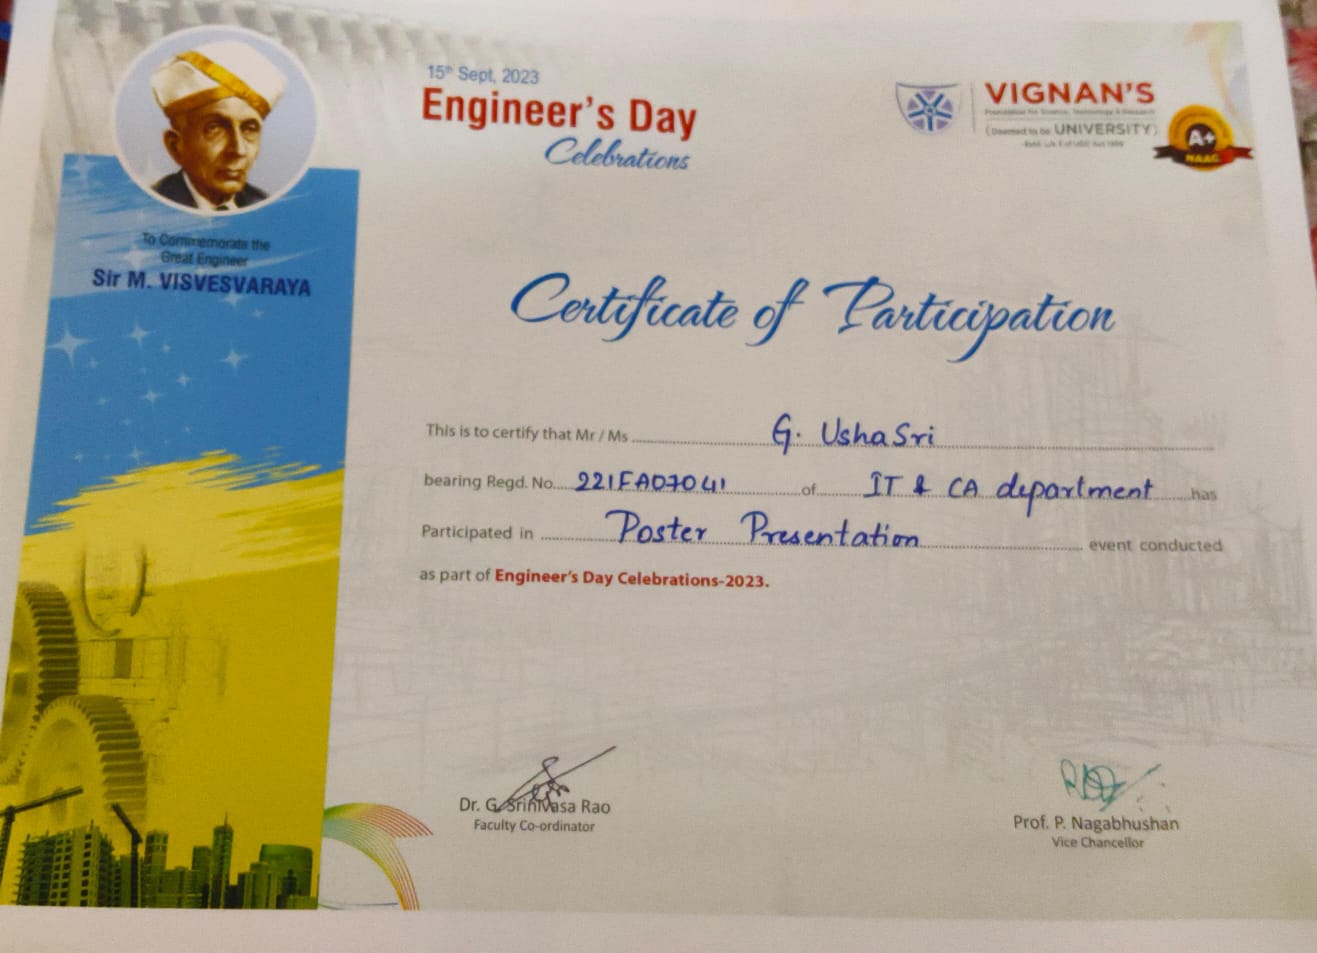 15th Sept, 2023
Engineer's Day
Celebrations
VIGNAN'S
Foundation for Science, Technology & Research
(Deemed to be UNIVERSITY)
A+
NAAC
To Commemorate the
Great Engineer
Sir M. VISVESVARAYA
Certificate of Participation
This is to certify that Mr / Ms G. UshaSri
bearing Regd. No. 221FA07041 of IT & CA department has
Participated in Poster Presentation event conducted
as part of Engineer's Day Celebrations-2023.
Dr. G. Srinivasa Rao
Faculty Co-ordinator
Prof. P. Nagabhushan
Vice Chancellor